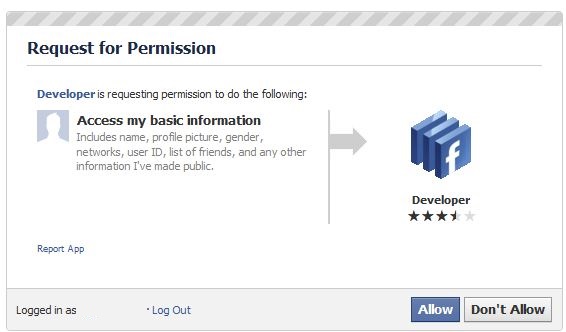 Request for Permission
Developer is requesting permission to do the following:
Access my basic information
Includes name, profile picture, gender,
networks, user ID, list of friends, and any other
information I've made public.
f
Developer
Report App
Logged in as · Log Out
Allow Don't Allow